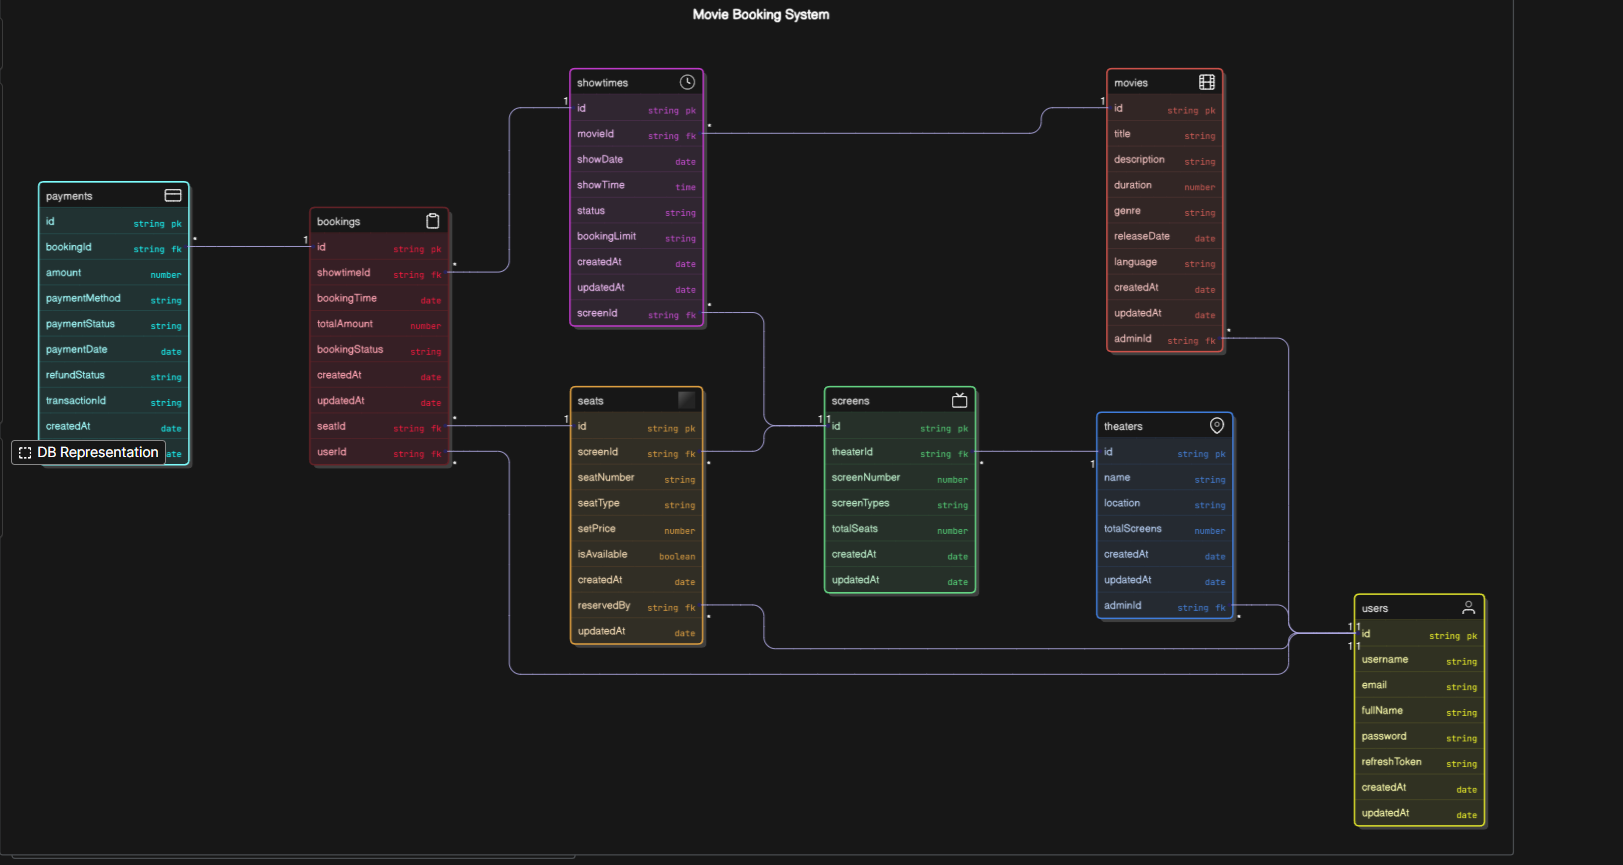 Movie Booking System
showtimes
1
id string pk
movieId string fk
*
showDate date
showTime time
status string
bookingLimit string
createdAt date
updatedAt date
screenId string fk
*
movies
1
id string pk
title string
description string
duration number
genre string
releaseDate date
language string
createdAt date
updatedAt date
adminId string fk
*
payments
id string pk
bookingId string fk
*
amount number
paymentMethod string
paymentStatus string
paymentDate date
refundStatus string
transactionId string
createdAt date
DB Representation
ate
bookings
1
id string pk
showtimeId string fk
*
bookingTime date
totalAmount number
bookingStatus string
createdAt date
updatedAt date
seatId string fk
*
userId string fk
*
seats
1
id string pk
screenId string fk
*
seatNumber string
seatType string
setPrice number
isAvailable boolean
createdAt date
reservedBy string fk
*
updatedAt date
screens
1 1
id string pk
theaterId string fk
*
screenNumber number
screenTypes string
totalSeats number
createdAt date
updatedAt date
theaters
id string pk
1
name string
location string
totalScreens number
createdAt date
updatedAt date
adminId string fk
*
users
1 1
id string pk
1 1
username string
email string
fullName string
password string
refreshToken string
createdAt date
updatedAt date